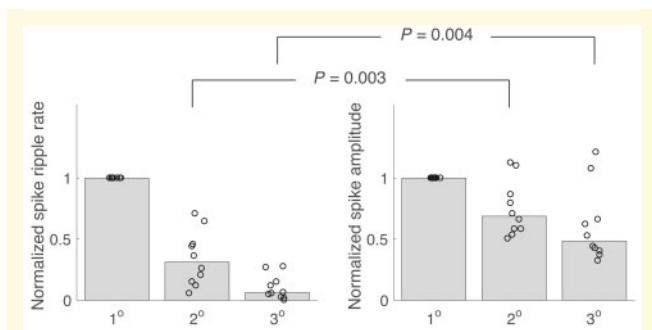 P = 0.004
P = 0.003
Normalized spike ripple rate
1
0.5
0
1° 2° 3°
Normalized spike amplitude
1
0.5
0
1° 2° 3°